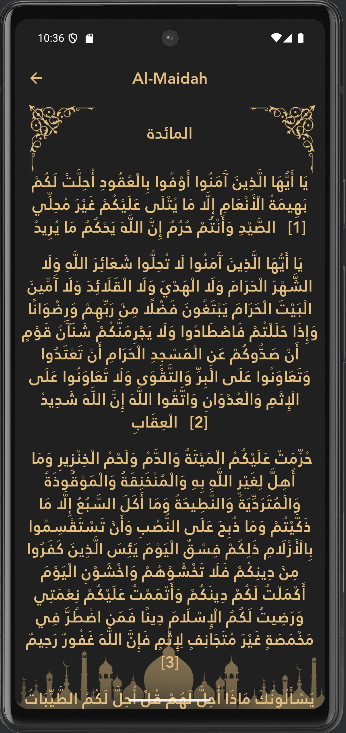 10:36
Al-Maidah
المائدة
يَا أَيُّهَا الَّذِينَ آمَنُوا أَوْفُوا بِالْعُقُودِ أُحِلَّتْ لَكُمْ
بَهِيمَةُ الْأَنْعَامِ إِلَّا مَا يُتْلَى عَلَيْكُمْ غَيْرَ مُحِلِّي
الصَّيْدِ وَأَنْتُمْ حُرُمٌ إِنَّ اللَّهَ يَحْكُمُ مَا يُرِيدُ [1]
يَا أَيُّهَا الَّذِينَ آمَنُوا لَا تُحِلُّوا شَعَائِرَ اللَّهِ وَلَا
الشَّهْرَ الْحَرَامَ وَلَا الْهَدْيَ وَلَا الْقَلَائِدَ وَلَا آمِّينَ
الْبَيْتَ الْحَرَامَ يَبْتَغُونَ فَضْلًا مِنْ رَبِّهِمْ وَرِضْوَانًا
وَإِذَا حَلَلْتُمْ فَاصْطَادُوا وَلَا يَجْرِمَنَّكُمْ شَنَآنُ قَوْمٍ
أَنْ صَدُّوكُمْ عَنِ الْمَسْجِدِ الْحَرَامِ أَنْ تَعْتَدُوا
وَتَعَاوَنُوا عَلَى الْبِرِّ وَالتَّقْوَى وَلَا تَعَاوَنُوا عَلَى
الْإِثْمِ وَالْعُدْوَانِ وَاتَّقُوا اللَّهَ إِنَّ اللَّهَ شَدِيدُ
الْعِقَابِ [2]
حُرِّمَتْ عَلَيْكُمُ الْمَيْتَةُ وَالدَّمُ وَلَحْمُ الْخِنْزِيرِ وَمَا
أُهِلَّ لِغَيْرِ اللَّهِ بِهِ وَالْمُنْخَنِقَةُ وَالْمَوْقُوذَةُ
وَالْمُتَرَدِّيَةُ وَالنَّطِيحَةُ وَمَا أَكَلَ السَّبُعُ إِلَّا مَا
ذَكَّيْتُمْ وَمَا ذُبِحَ عَلَى النُّصُبِ وَأَنْ تَسْتَقْسِمُوا
بِالْأَزْلَامِ ذَلِكُمْ فِسْقٌ الْيَوْمَ يَئِسَ الَّذِينَ كَفَرُوا
مِنْ دِينِكُمْ فَلَا تَخْشَوْهُمْ وَاخْشَوْنِ الْيَوْمَ
أَكْمَلْتُ لَكُمْ دِينَكُمْ وَأَتْمَمْتُ عَلَيْكُمْ نِعْمَتِي
وَرَضِيتُ لَكُمُ الْإِسْلَامَ دِينًا فَمَنِ اضْطُرَّ فِي
مَخْمَصَةٍ غَيْرَ مُتَجَانِفٍ لِإِثْمٍ فَإِنَّ اللَّهَ غَفُورٌ رَحِيمٌ
[3]
يَسْأَلُونَكَ مَاذَا أُحِلَّ لَهُمْ قُلْ أُحِلَّ لَكُمُ الطَّيِّبَاتُ